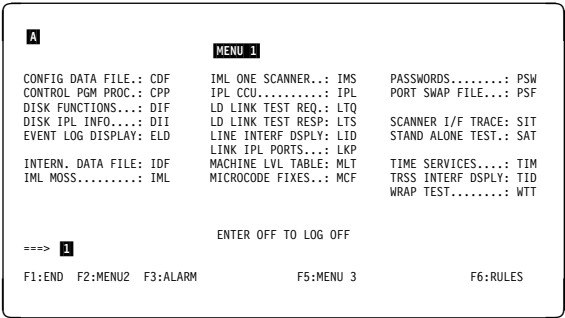 A
MENU 1
CONFIG DATA FILE.: CDF IML ONE SCANNER..: IMS PASSWORDS........: PSW
CONTROL PGM PROC.: CPP IPL CCU..........: IPL PORT SWAP FILE...: PSF
DISK FUNCTIONS...: DIF LD LINK TEST REQ.: LTQ
DISK IPL INFO....: DII LD LINK TEST RESP: LTS SCANNER I/F TRACE: SIT
EVENT LOG DISPLAY: ELD LINE INTERF DSPLY: LID STAND ALONE TEST.: SAT
LINK IPL PORTS...: LKP
INTERN. DATA FILE: IDF MACHINE LVL TABLE: MLT TIME SERVICES....: TIM
IML MOSS.........: IML MICROCODE FIXES..: MCF TRSS INTERF DSPLY: TID
WRAP TEST........: WTT
ENTER OFF TO LOG OFF
===> 1
F1:END F2:MENU2 F3:ALARM F5:MENU 3 F6:RULES